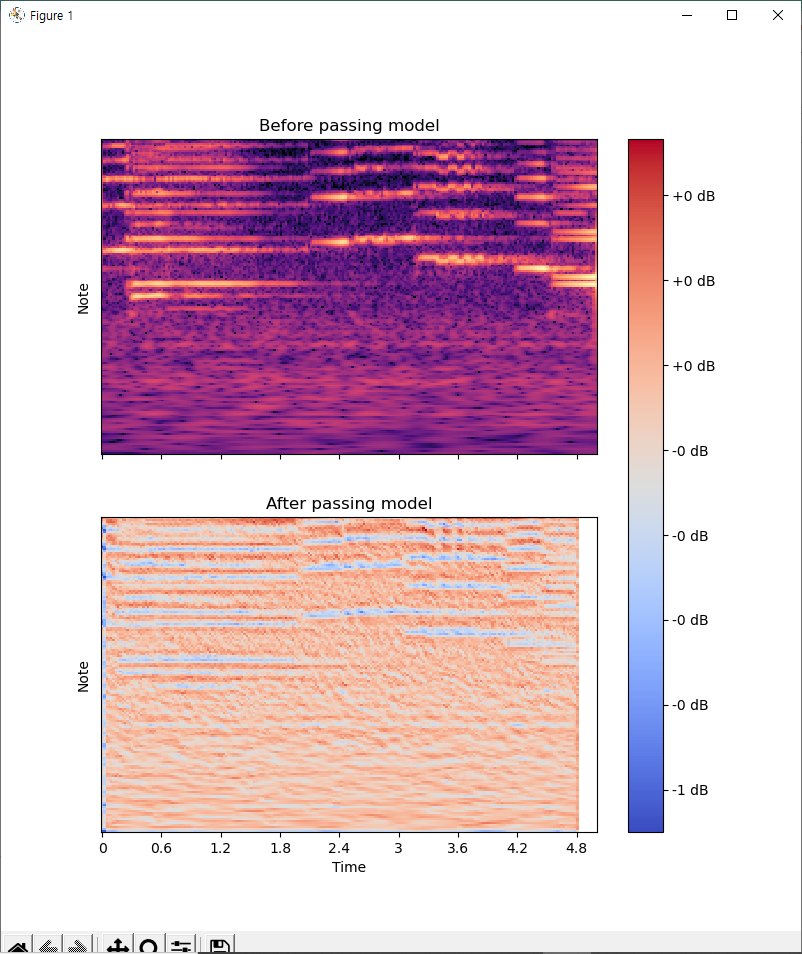 Figure 1
Before passing model
Note
+0 dB
+0 dB
+0 dB
-0 dB
-0 dB
-0 dB
-0 dB
-1 dB
After passing model
Note
0 0.6 1.2 1.8 2.4 3 3.6 4.2 4.8
Time